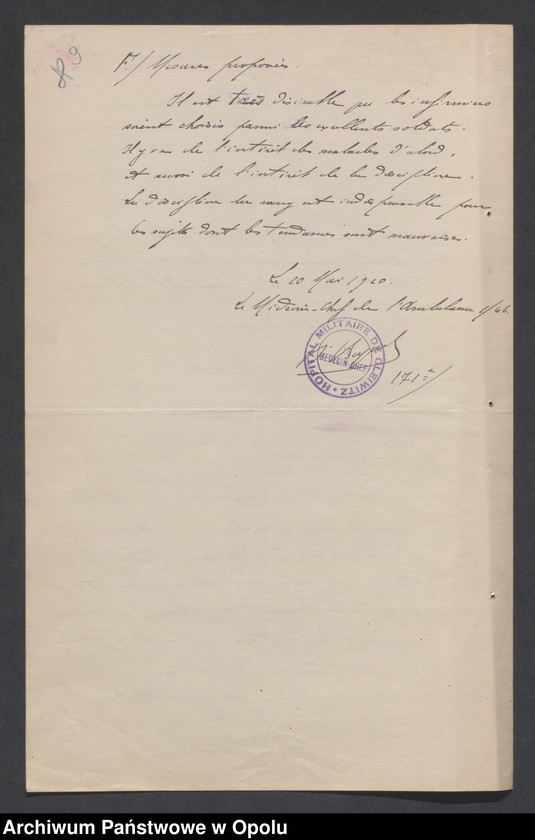 89
F./ Mesures proposées.
Il est très désirable que les infirmiers
soient choisis parmi les excellents soldats.
Il y va de l'intérêt des malades d'abord,
et aussi de l'intérêt de la discipline.
La discipline du rang est indispensable pour
les sujets dont les tendances sont mauvaises.
Le 20 Mai 1920.
Le Médecin-Chef de l'Ambulance 1/46.
HOPITAL MILITAIRE DE GLEIWITZ
MÉDECIN CHEF
Archiwum Państwowe w Opolu